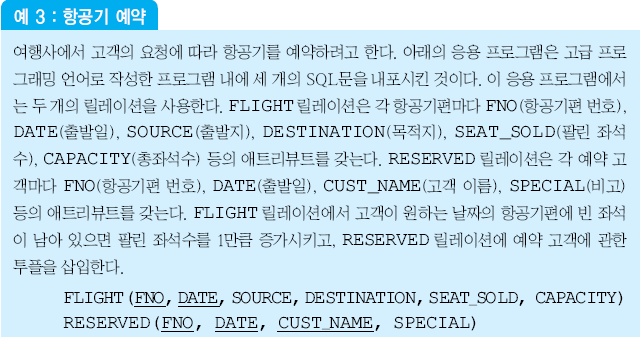 예 3 : 항공기 예약
여행사에서 고객의 요청에 따라 항공기를 예약하려고 한다. 아래의 응용 프로그램은 고급 프로
그래밍 언어로 작성한 프로그램 내에 세 개의 SQL문을 내포시킨 것이다. 이 응용 프로그램에서
는 두 개의 릴레이션을 사용한다. FLIGHT 릴레이션은 각 항공기편마다 FNO(항공기편 번호),
DATE(출발일), SOURCE(출발지), DESTINATION(목적지), SEAT_SOLD(팔린 좌석
수), CAPACITY(총좌석수) 등의 애트리뷰트를 갖는다. RESERVED 릴레이션은 각 예약 고
객마다 FNO(항공기편 번호), DATE(출발일), CUST_NAME(고객 이름), SPECIAL(비고)
등의 애트리뷰트를 갖는다. FLIGHT 릴레이션에서 고객이 원하는 날짜의 항공기편에 빈 좌석
이 남아 있으면 팔린 좌석수를 1만큼 증가시키고, RESERVED 릴레이션에 예약 고객에 관한
투플을 삽입한다.
FLIGHT(FNO, DATE, SOURCE, DESTINATION, SEAT_SOLD, CAPACITY)
RESERVED(FNO, DATE, CUST_NAME, SPECIAL)